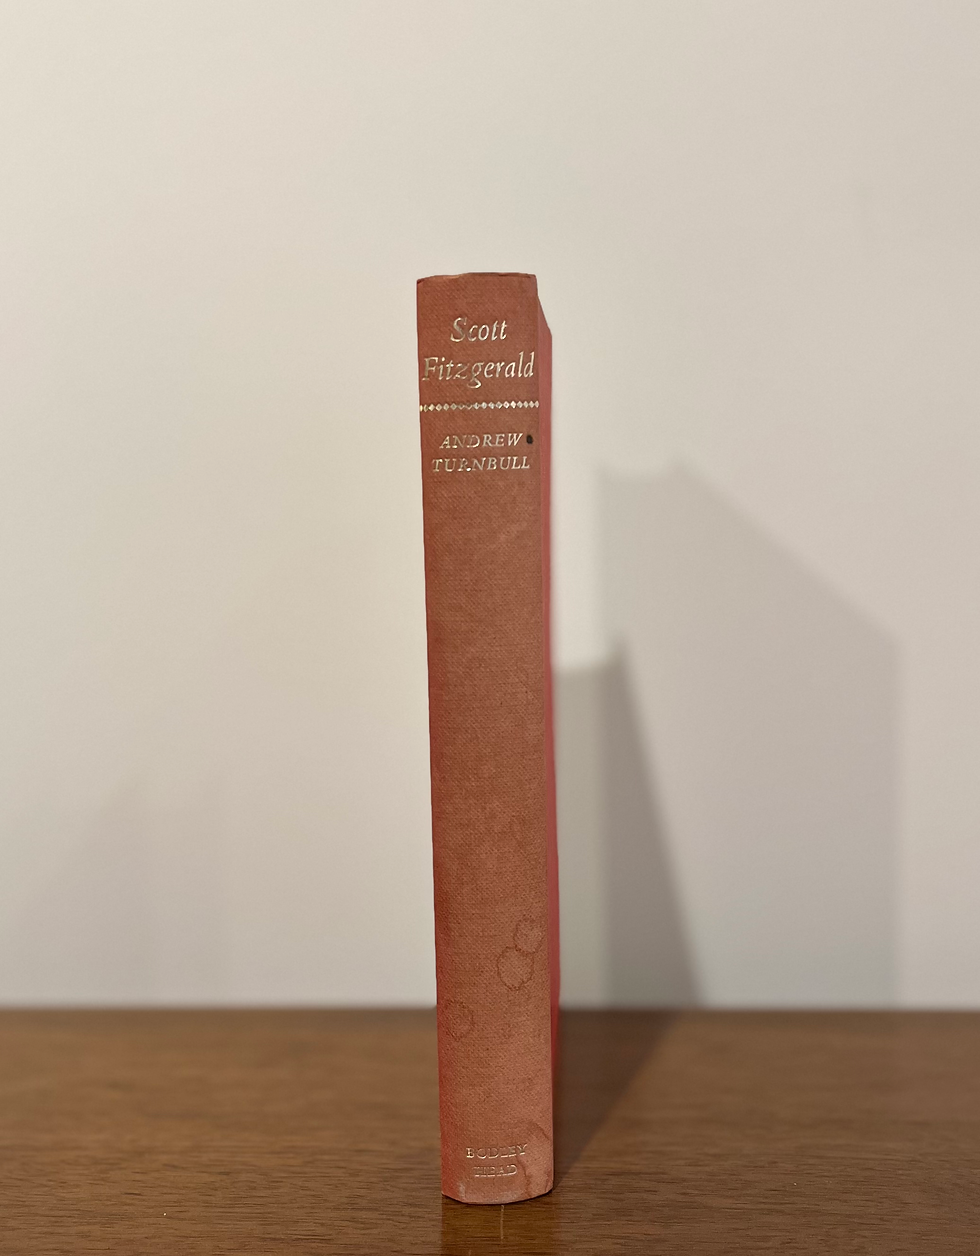 Scott
Fitzgerald
ANDREW
TURNBULL
BODLEY
HEAD